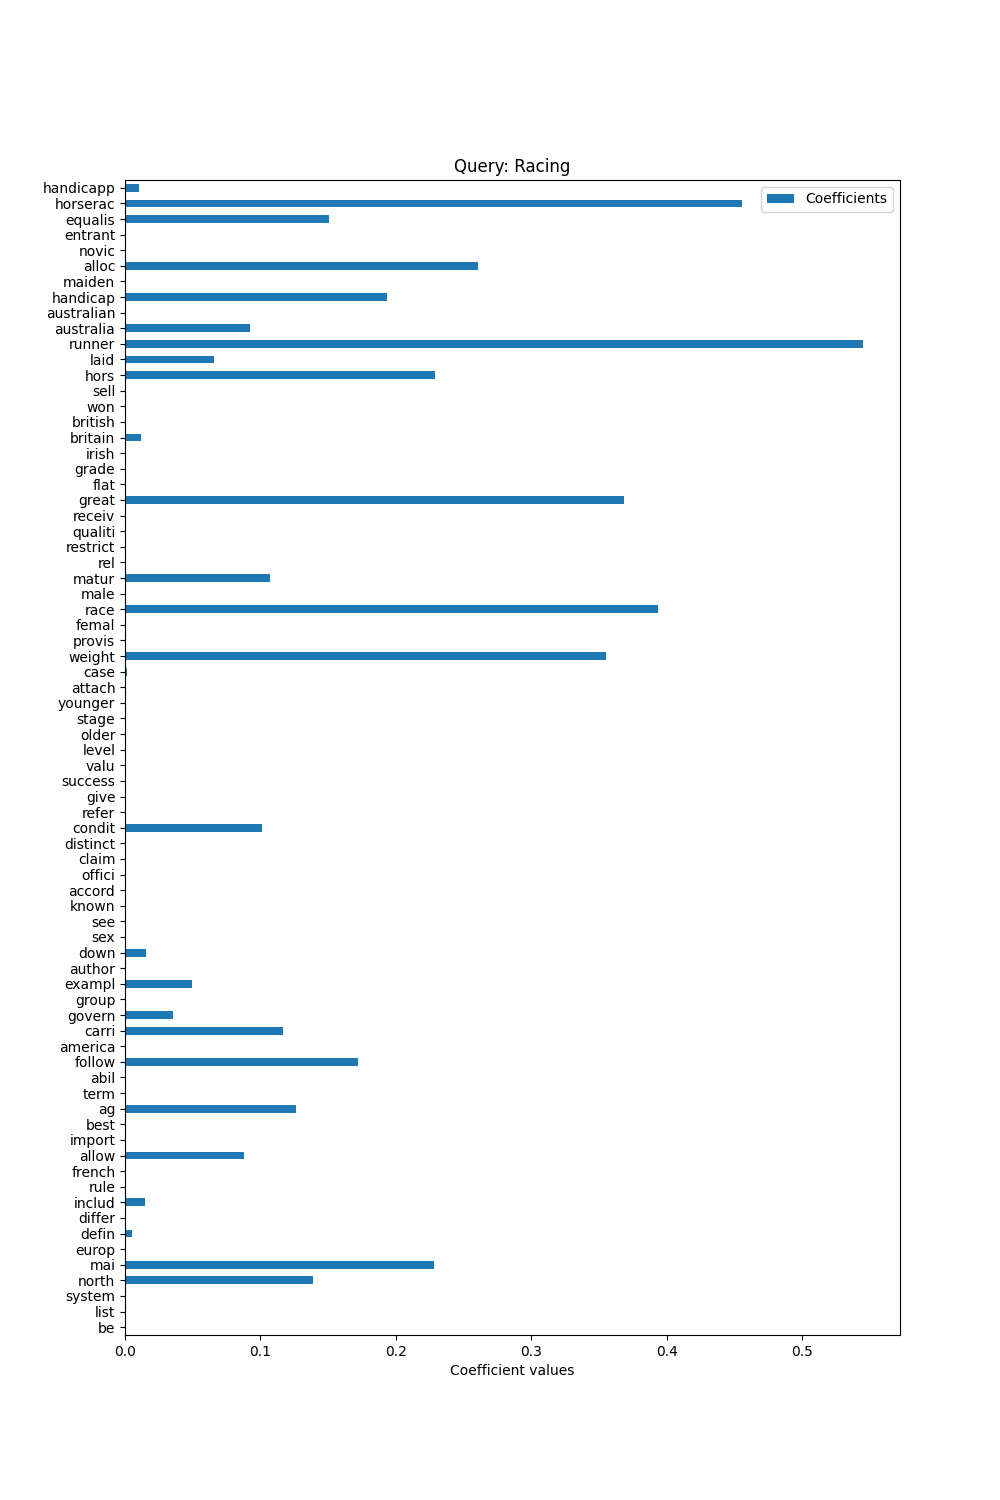 Query: Racing
Coefficients
handicapp
horserac
equalis
entrant
novic
alloc
maiden
handicap
australian
australia
runner
laid
hors
sell
won
british
britain
irish
grade
flat
great
receiv
qualiti
restrict
rel
matur
male
race
femal
provis
weight
case
attach
younger
stage
older
level
valu
success
give
refer
condit
distinct
claim
offici
accord
known
see
sex
down
author
exampl
group
govern
carri
america
follow
abil
term
ag
best
import
allow
french
rule
includ
differ
defin
europ
mai
north
system
list
be
0.0 0.1 0.2 0.3 0.4 0.5
Coefficient values